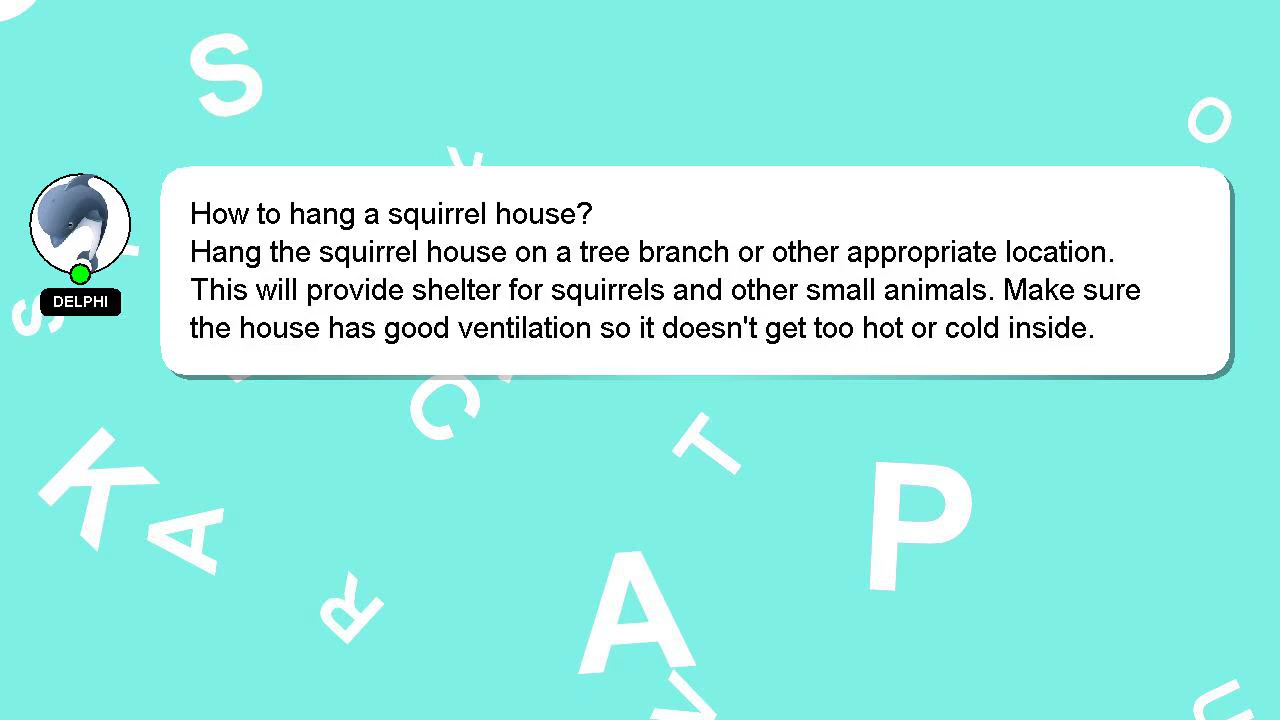 S
O
How to hang a squirrel house?
Hang the squirrel house on a tree branch or other appropriate location.
This will provide shelter for squirrels and other small animals. Make sure
the house has good ventilation so it doesn't get too hot or cold inside.
DELPHI
S
C
T
K
P
A
R
A
V
U